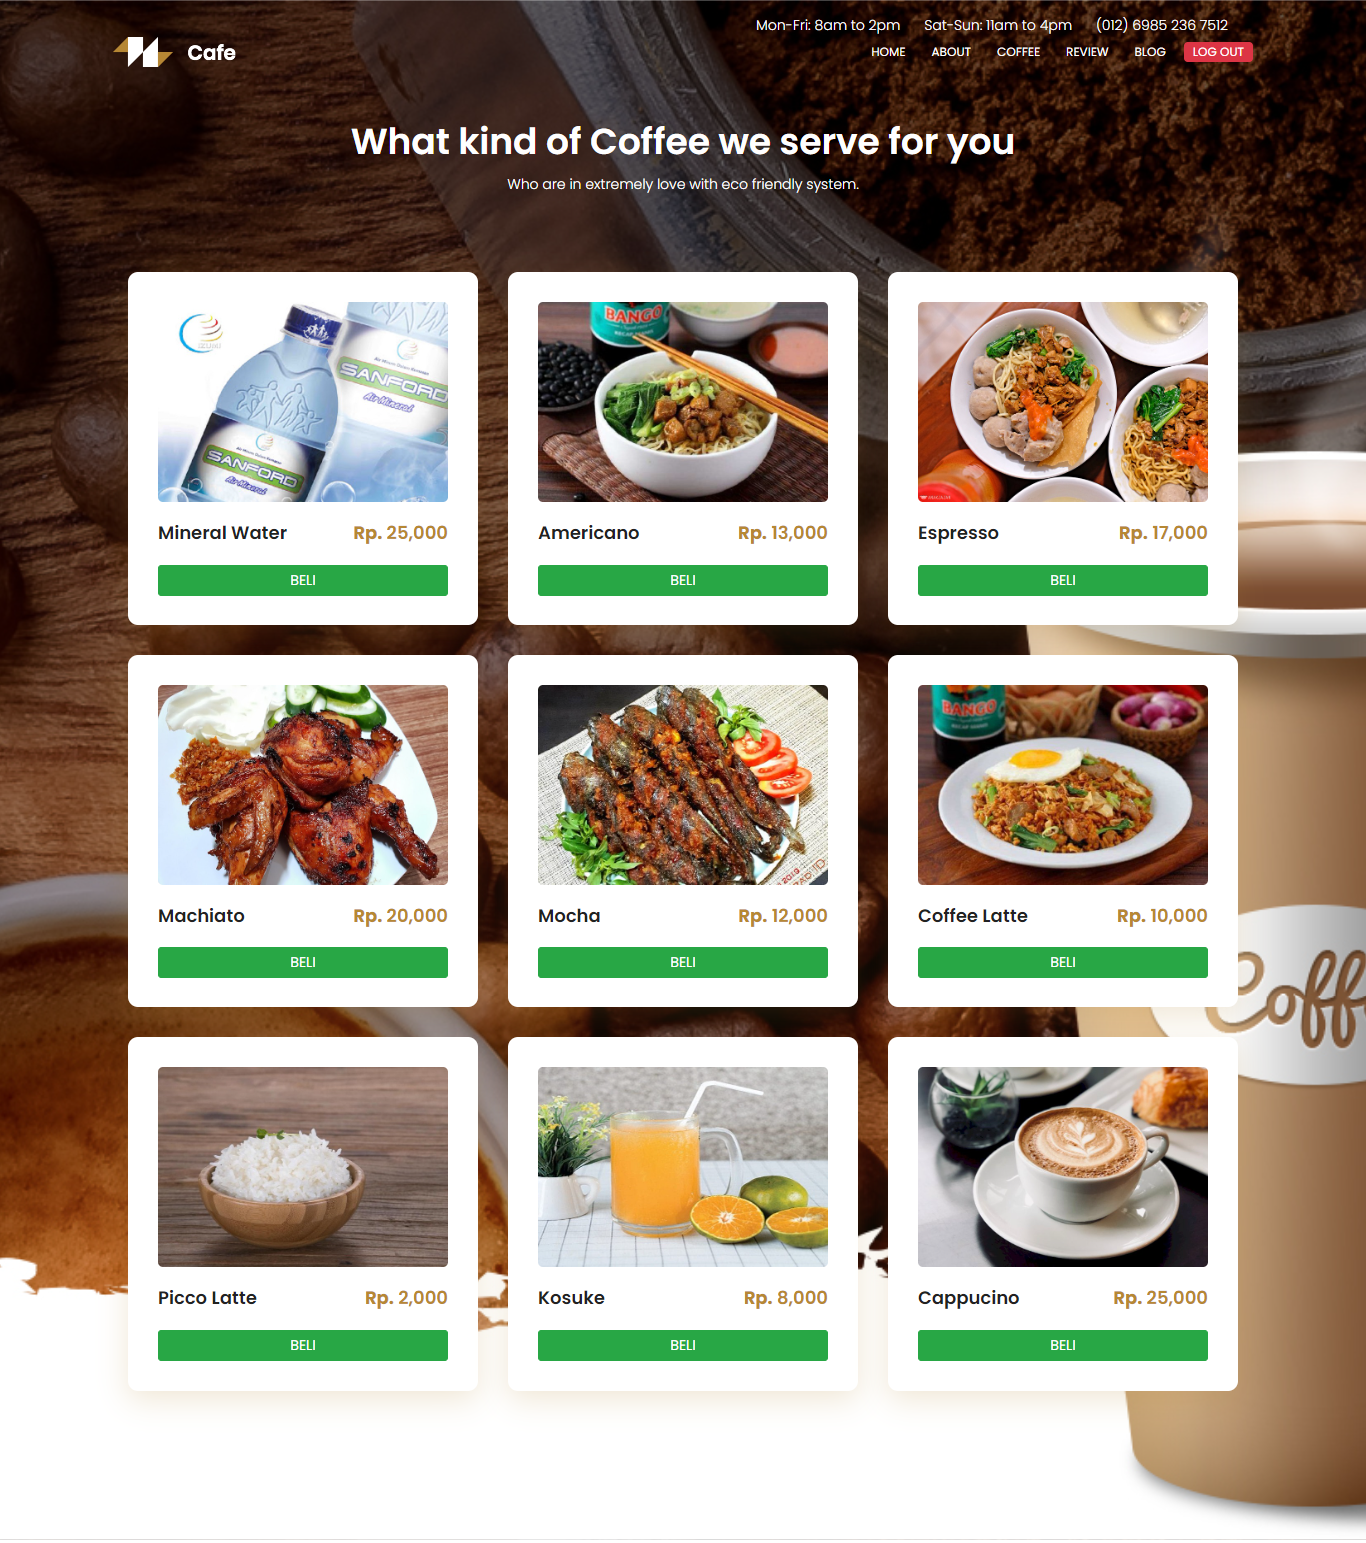 Mon-Fri: 8am to 2pm Sat-Sun: 11am to 4pm (012) 6985 236 7512
Cafe
HOME ABOUT COFFEE REVIEW BLOG LOG OUT
What kind of Coffee we serve for you
Who are in extremely love with eco friendly system.
SANFORD
Air Mineral
SANFORD
Air Mineral
BANGO
Mineral Water Rp. 25,000
Americano Rp. 13,000
Espresso Rp. 17,000
BELI
BELI
BELI
BANGO
Machiato Rp. 20,000
Mocha Rp. 12,000
Coffee Latte Rp. 10,000
BELI
BELI
BELI
Coff
Picco Latte Rp. 2,000
Kosuke Rp. 8,000
Cappucino Rp. 25,000
BELI
BELI
BELI